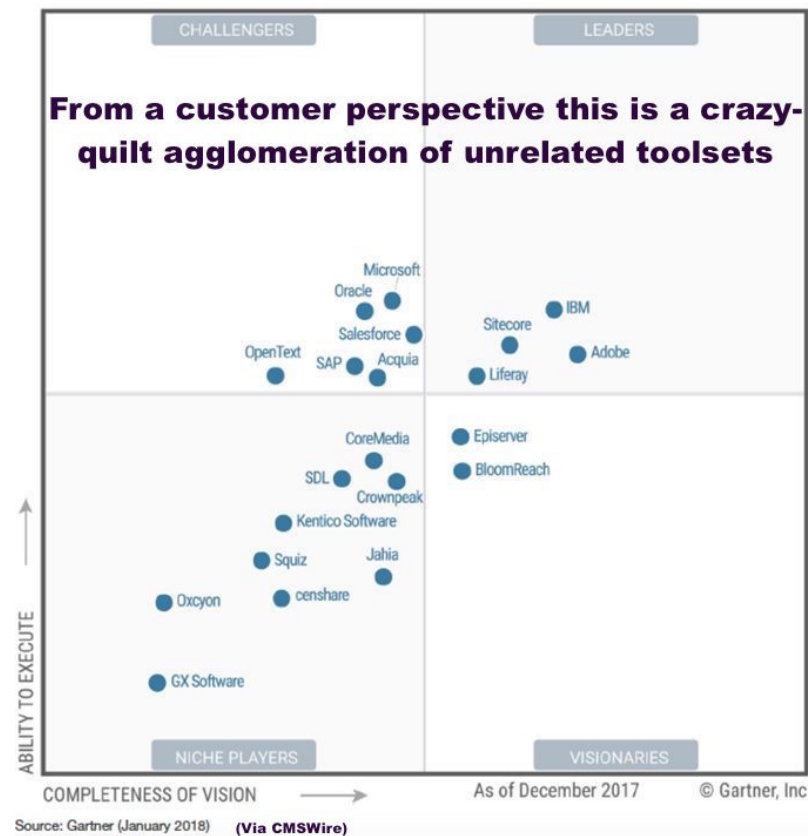 CHALLENGERS
LEADERS
From a customer perspective this is a crazy-
quilt agglomeration of unrelated toolsets
Microsoft
Oracle
IBM
Salesforce
Sitecore
OpenText
SAP
Acquia
Adobe
Liferay
CoreMedia
Episerver
SDL
BloomReach
Crownpeak
Kentico Software
Squiz
Jahia
Oxcyon
censhare
GX Software
ABILITY TO EXECUTE
NICHE PLAYERS
VISIONARIES
COMPLETENESS OF VISION
As of December 2017
© Gartner, Inc
Source: Gartner (January 2018)
(Via CMSWire)